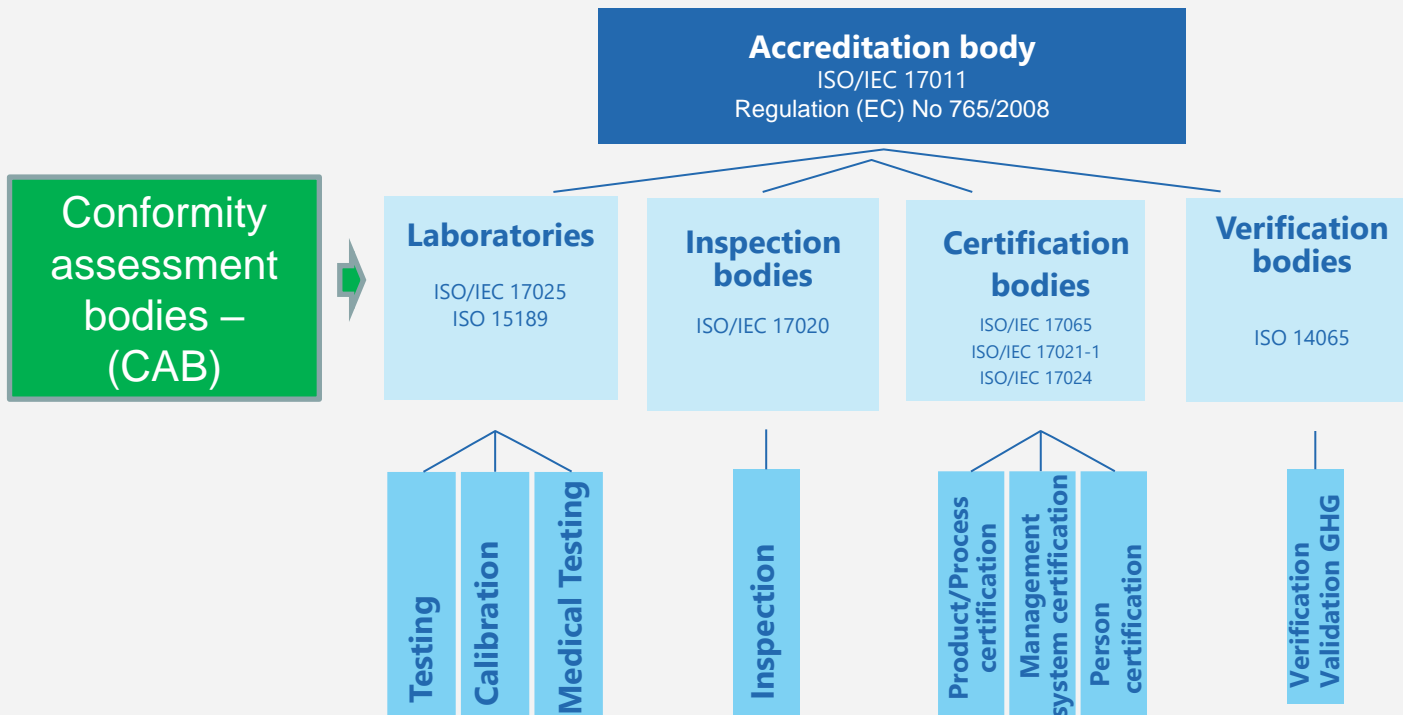 Accreditation body
ISO/IEC 17011
Regulation (EC) No 765/2008
Conformity
assessment
bodies –
(CAB)
Laboratories
ISO/IEC 17025
ISO 15189
Inspection
bodies
ISO/IEC 17020
Certification
bodies
ISO/IEC 17065
ISO/IEC 17021-1
ISO/IEC 17024
Verification
bodies
ISO 14065
Testing
Calibration
Medical Testing
Inspection
Product/Process
certification
Management
system certification
Person
certification
Verification
Validation GHG